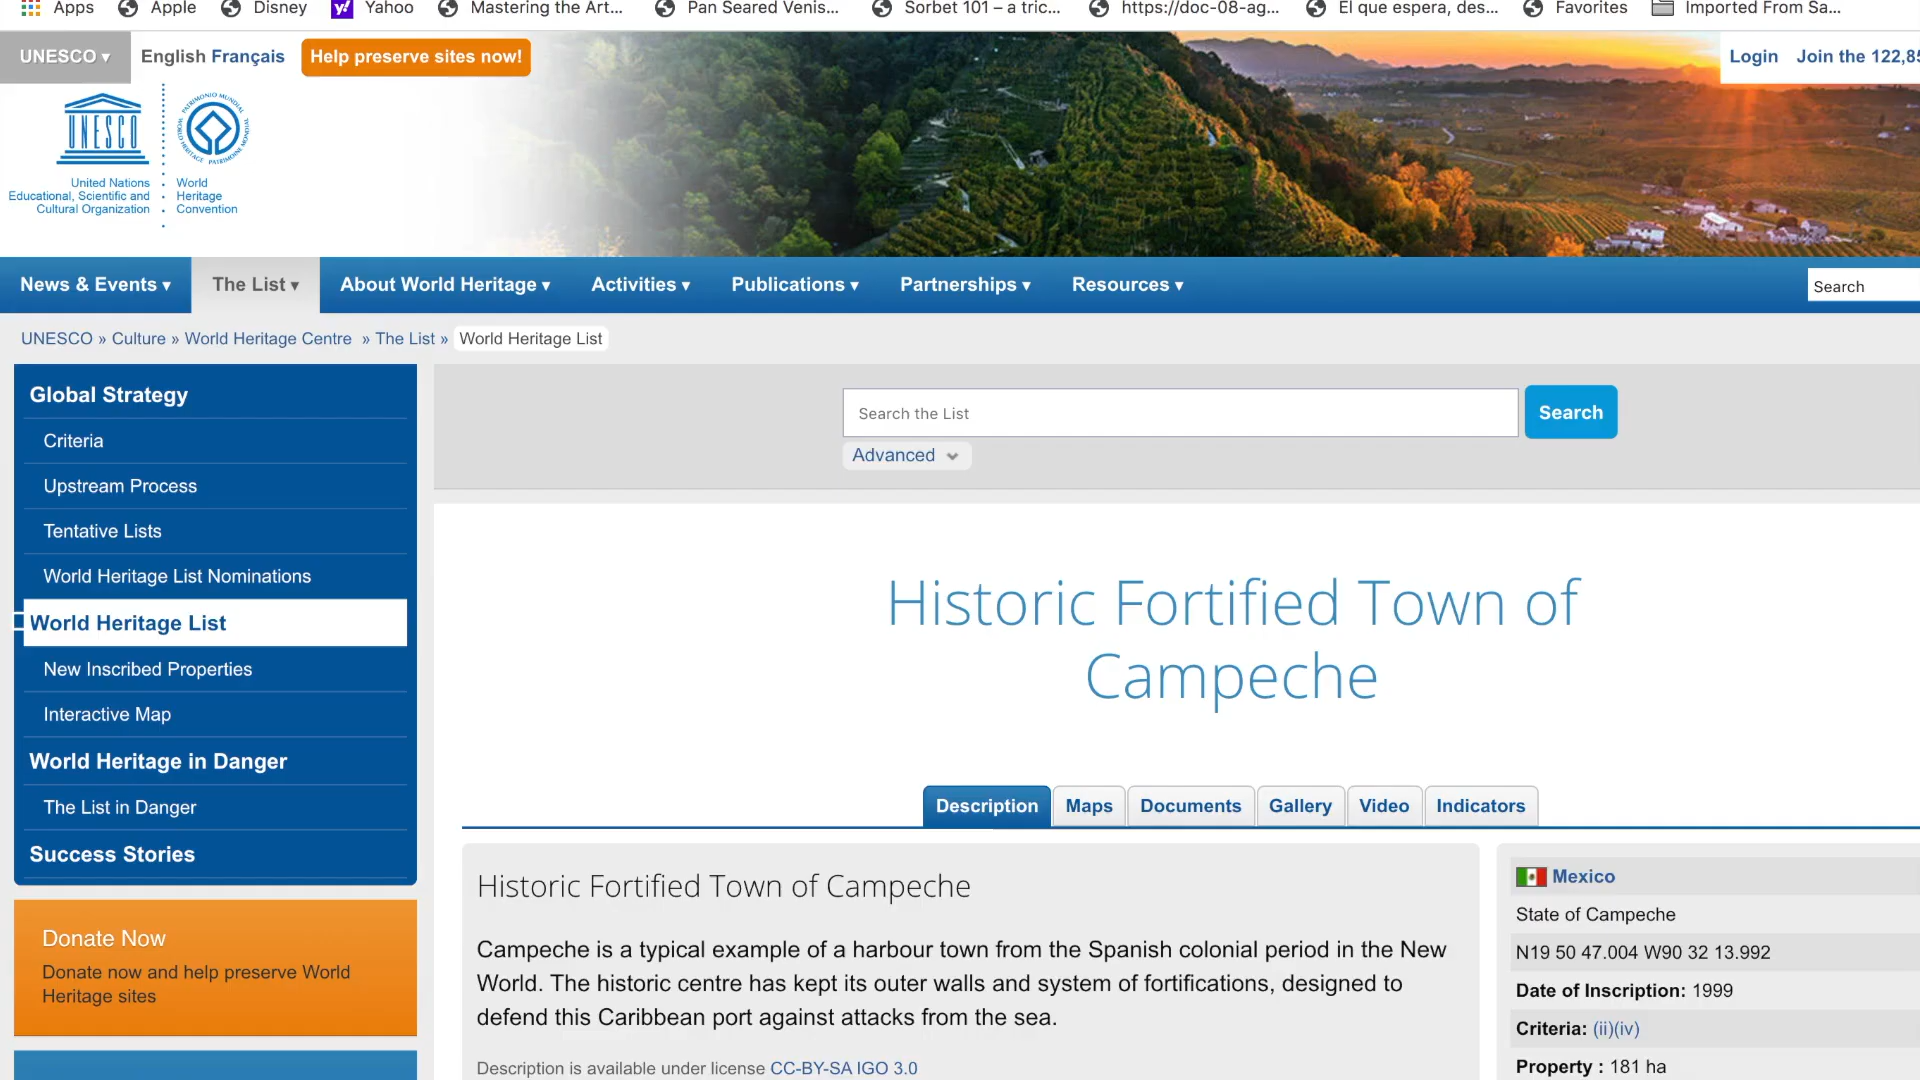 Apps Apple Disney Yahoo Mastering the Art... Pan Seared Venis... Sorbet 101 – a tric... https://doc-08-ag... El que espera, des... Favorites Imported From Sa...
UNESCO ▾ English Français Help preserve sites now! Login Join the 122,85
UNESCO
PATRIMONIO MUNDIAL
WORLD HERITAGE
PATRIMOINE MONDIAL
United Nations
Educational, Scientific and
Cultural Organization
World
Heritage
Convention
News & Events ▾ The List ▾ About World Heritage ▾ Activities ▾ Publications ▾ Partnerships ▾ Resources ▾ Search
UNESCO » Culture » World Heritage Centre » The List » World Heritage List
Global Strategy
Criteria
Upstream Process
Tentative Lists
World Heritage List Nominations
World Heritage List
New Inscribed Properties
Interactive Map
World Heritage in Danger
The List in Danger
Success Stories
Donate Now
Donate now and help preserve World
Heritage sites
Search the List Search
Advanced
Historic Fortified Town of
Campeche
Description Maps Documents Gallery Video Indicators
Historic Fortified Town of Campeche
Campeche is a typical example of a harbour town from the Spanish colonial period in the New
World. The historic centre has kept its outer walls and system of fortifications, designed to
defend this Caribbean port against attacks from the sea.
Description is available under license CC-BY-SA IGO 3.0
Mexico
State of Campeche
N19 50 47.004 W90 32 13.992
Date of Inscription: 1999
Criteria: (ii)(iv)
Property : 181 ha